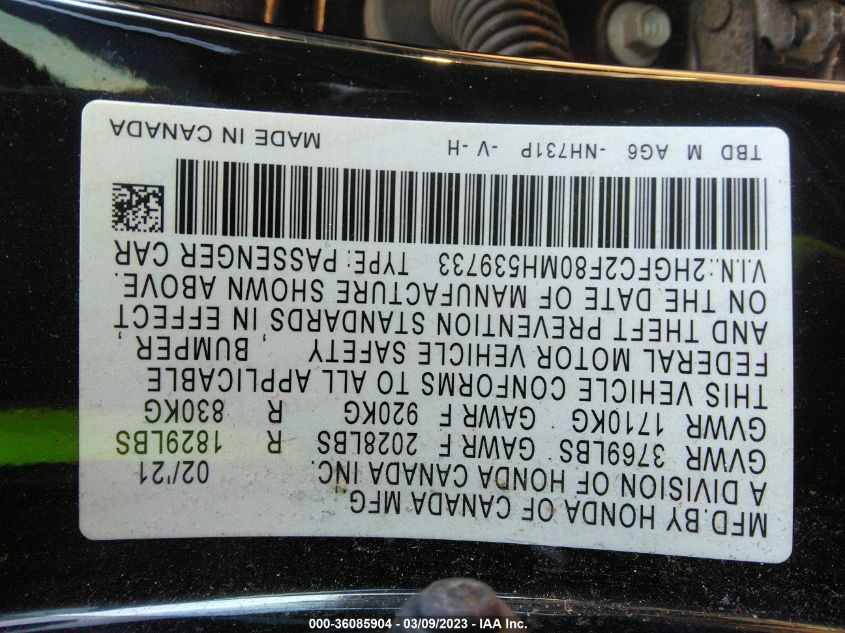 MFD.BY HONDA OF CANADA MFG
A DIVISION OF HONDA CANADA INC. 02/'21
GVWR 3769LBS GAWR F 2028LBS R 1829LBS
GVWR 1710KG GAWR F 920KG R 830KG
THIS VEHICLE CONFORMS TO ALL APPLICABLE
FEDERAL MOTOR VEHICLE SAFETY , BUMPER ,
AND THEFT PREVENTION STANDARDS IN EFFECT
ON THE DATE OF MANUFACTURE SHOWN ABOVE.
V.I.N.:2HGFC2F80MH539733 TYPE:PASSENGER CAR
TBD M AG6 -NH731P -V -H MADE IN CANADA
000-36085904 - 03/09/2023 - IAA Inc.